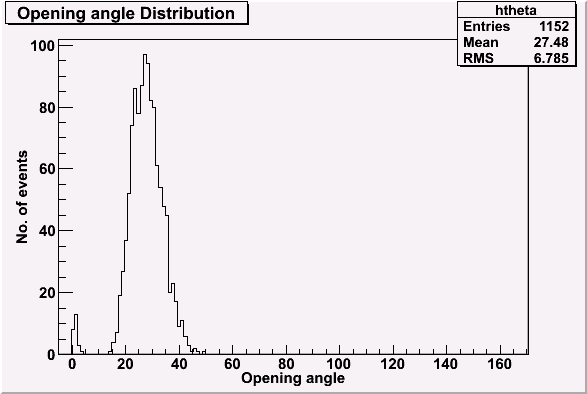 Opening angle Distribution
htheta
Entries 1152
Mean 27.48
RMS 6.785
100
80
60
40
20
0
No. of events
0 20 40 60 80 100 120 140 160
Opening angle